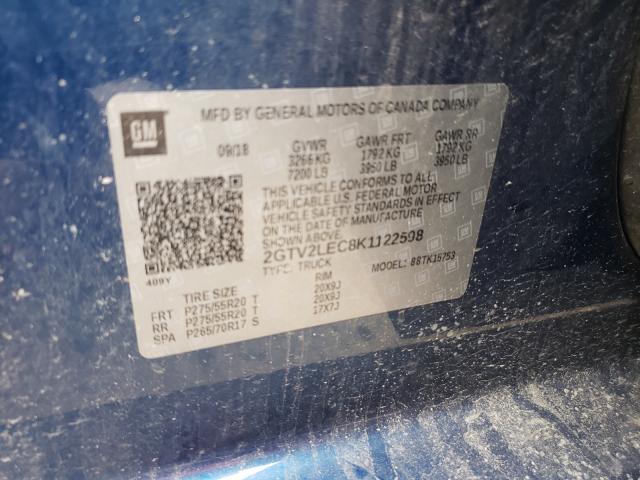 MFD BY GENERAL MOTORS OF CANADA COMPANY
GM
09/18 GVWR GAWR FRT GAWR RR
3266 KG 1792 KG 1792 KG
7200 LB 3950 LB 3950 LB
THIS VEHICLE CONFORMS TO ALL
APPLICABLE U.S. FEDERAL MOTOR
VEHICLE SAFETY STANDARDS IN EFFECT
ON THE DATE OF MANUFACTURE
SHOWN ABOVE.
2GTV2LEC8K1122598
TYPE: TRUCK MODEL: 88TK15753
409Y
TIRE SIZE RIM
FRT P275/55R20 T 20X9J
RR P275/55R20 T 20X9J
SPA P265/70R17 S 17X7J